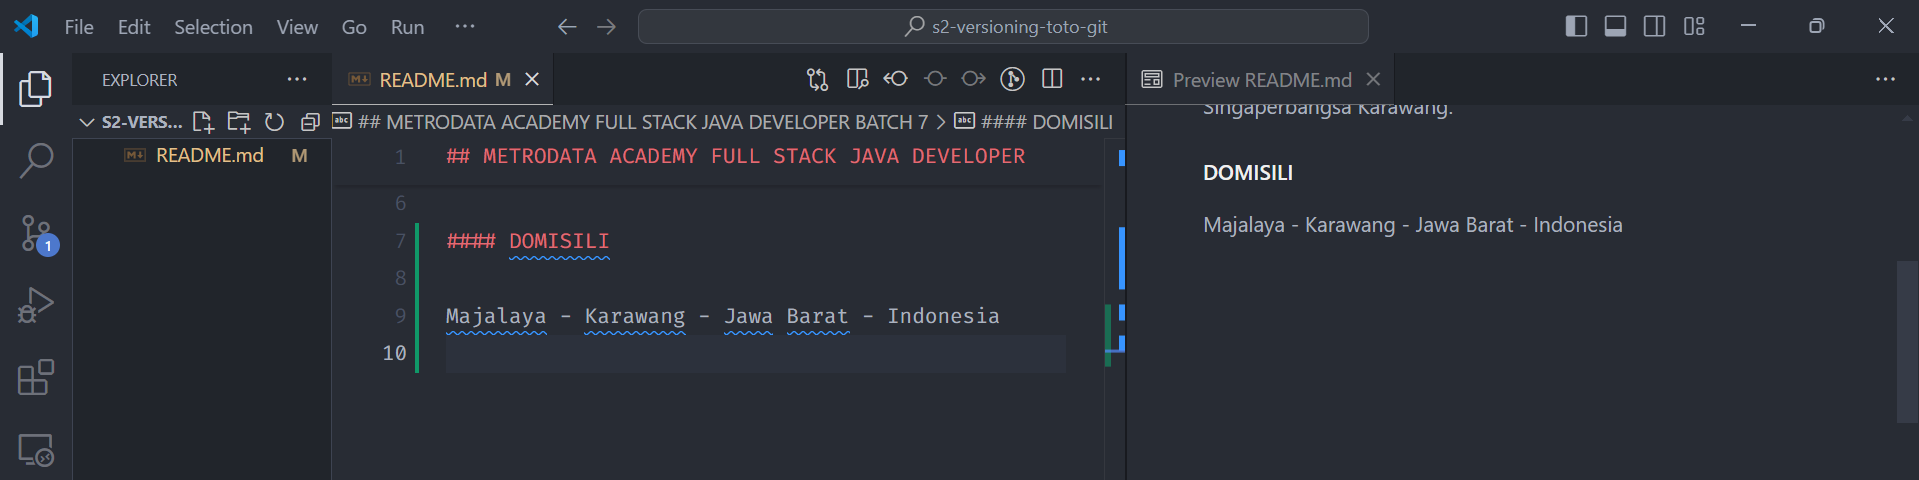 File Edit Selection View Go Run ···
s2-versioning-toto-git
EXPLORER ···
S2-VERS...
README.md M
README.md M
## METRODATA ACADEMY FULL STACK JAVA DEVELOPER BATCH 7 > #### DOMISILI
1 ## METRODATA ACADEMY FULL STACK JAVA DEVELOPER
6
7 #### DOMISILI
8
9 Majalaya - Karawang - Jawa Barat - Indonesia
10
1
Preview README.md
Singaperbangsa Karawang.
DOMISILI
Majalaya - Karawang - Jawa Barat - Indonesia